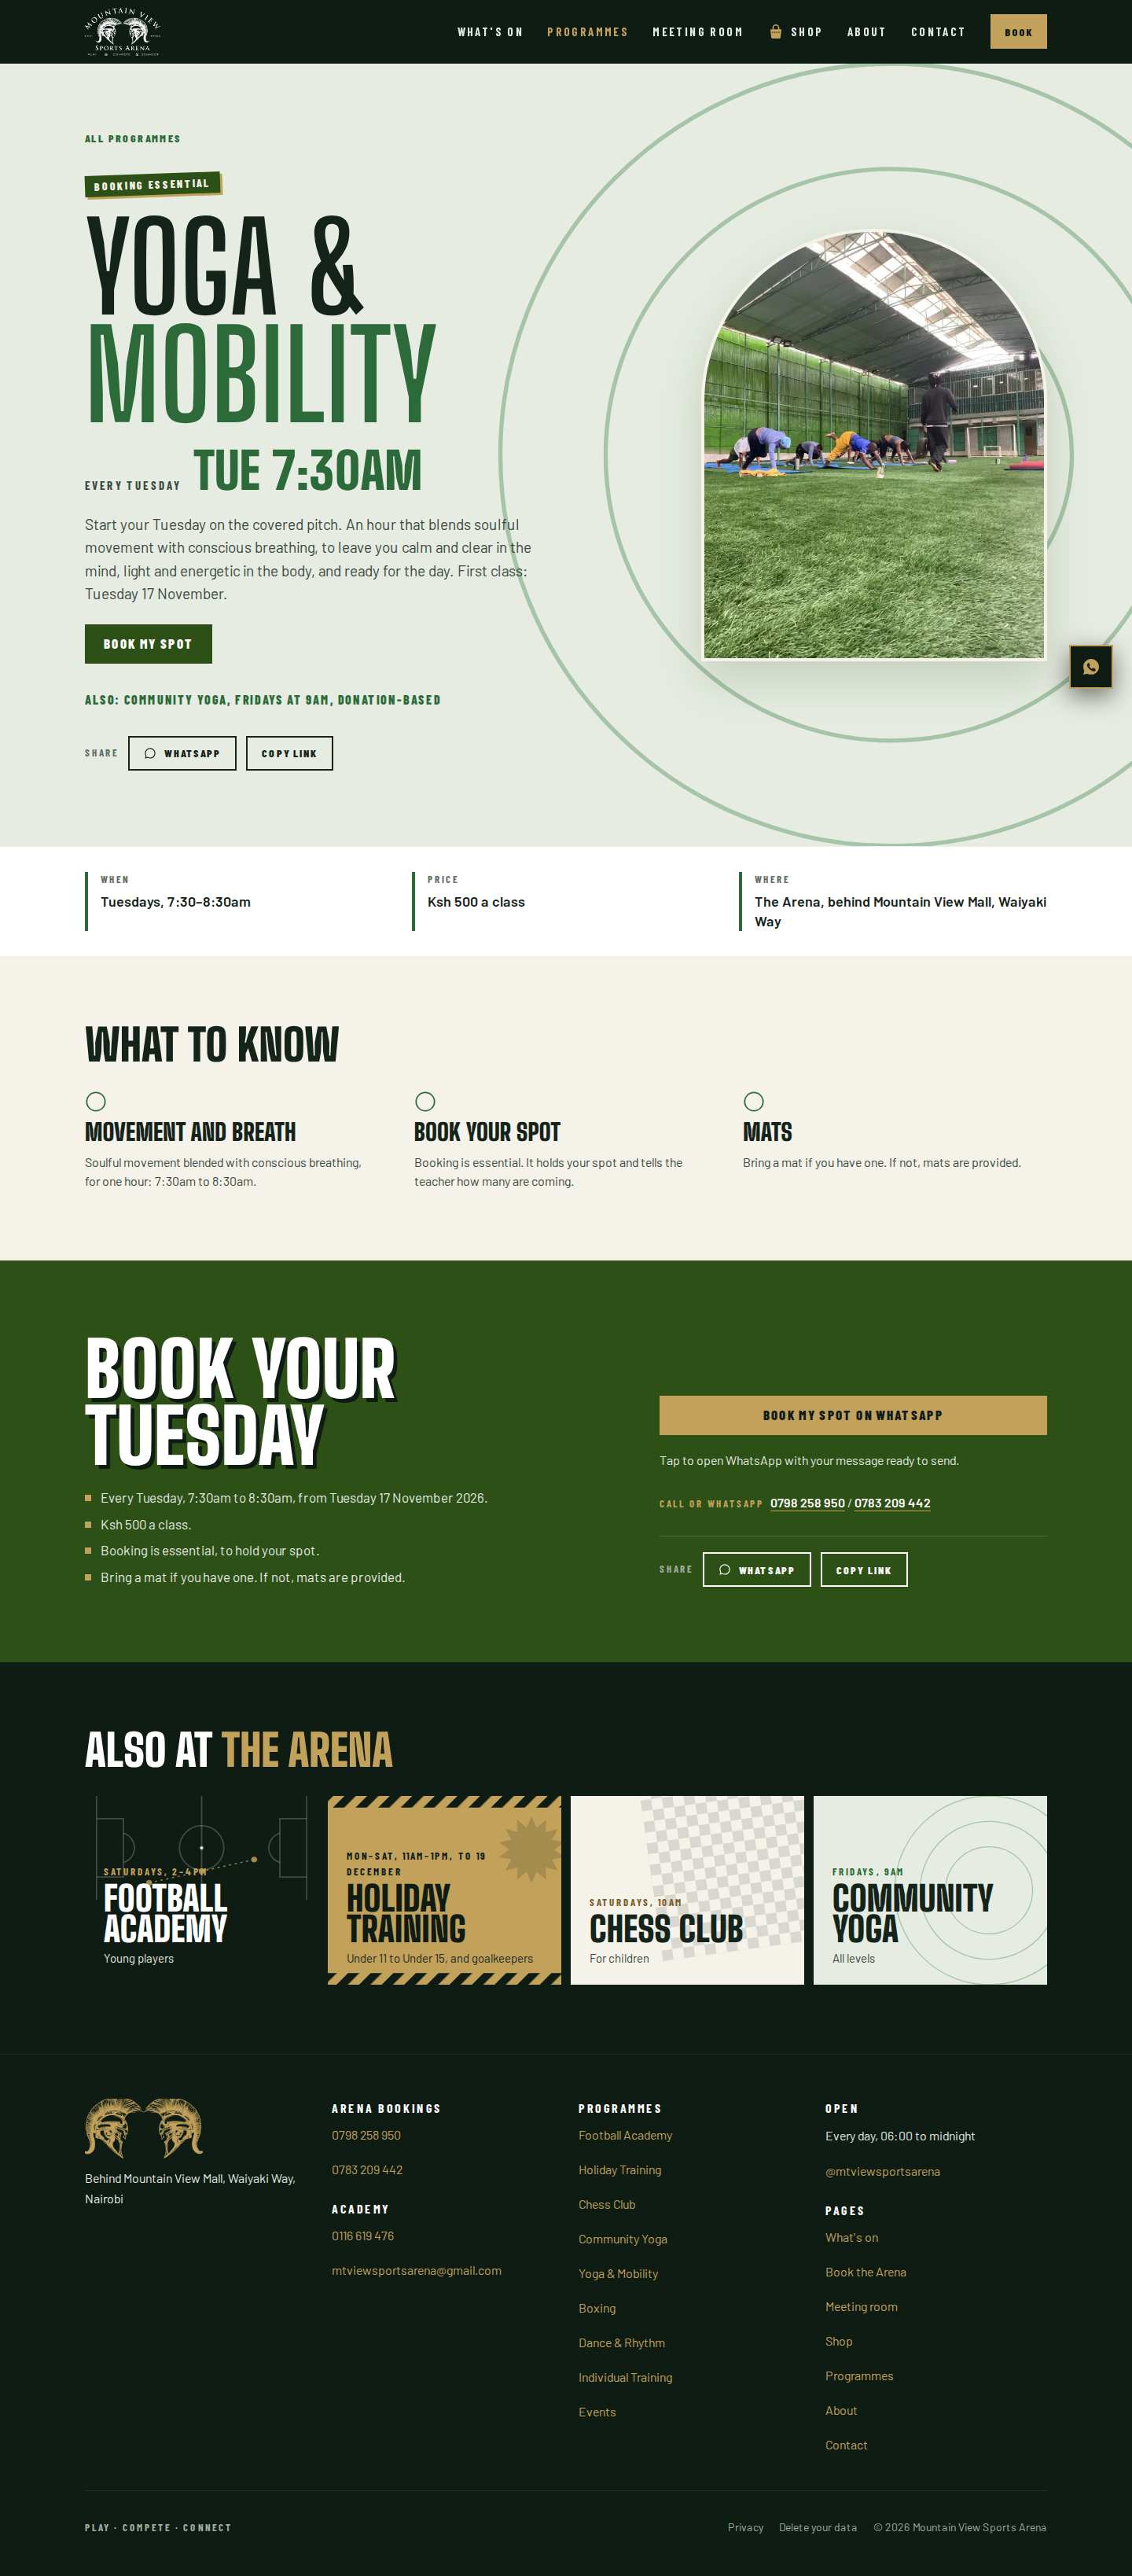 MOUNTAIN VIEW
SPORTS ARENA
WHAT'S ON
PROGRAMMES
MEETING ROOM
SHOP
ABOUT
CONTACT
BOOK
ALL PROGRAMMES
BOOKING ESSENTIAL
YOGA &
MOBILITY
EVERY TUESDAY TUE 7:30AM
Start your Tuesday on the covered pitch. An hour that blends soulful
movement with conscious breathing, to leave you calm and clear in the
mind, light and energetic in the body, and ready for the day. First class:
Tuesday 17 November.
BOOK MY SPOT
ALSO: COMMUNITY YOGA, FRIDAYS AT 9AM, DONATION-BASED
SHARE
WHATSAPP
COPY LINK
WHEN
Tuesdays, 7:30–8:30am
PRICE
Ksh 500 a class
WHERE
The Arena, behind Mountain View Mall, Waiyaki
Way
WHAT TO KNOW
MOVEMENT AND BREATH
Soulful movement blended with conscious breathing,
for one hour: 7:30am to 8:30am.
BOOK YOUR SPOT
Booking is essential. It holds your spot and tells the
teacher how many are coming.
MATS
Bring a mat if you have one. If not, mats are provided.
BOOK YOUR
TUESDAY
Every Tuesday, 7:30am to 8:30am, from Tuesday 17 November 2026.
Ksh 500 a class.
Booking is essential, to hold your spot.
Bring a mat if you have one. If not, mats are provided.
BOOK MY SPOT ON WHATSAPP
Tap to open WhatsApp with your message ready to send.
CALL OR WHATSAPP 0798 258 950 / 0783 209 442
SHARE
WHATSAPP
COPY LINK
ALSO AT THE ARENA
SATURDAYS, 2–4PM
FOOTBALL
ACADEMY
Young players
MON–SAT, 11AM–1PM, TO 19
DECEMBER
HOLIDAY
TRAINING
Under 11 to Under 15, and goalkeepers
SATURDAYS, 10AM
CHESS CLUB
For children
FRIDAYS, 9AM
COMMUNITY
YOGA
All levels
Behind Mountain View Mall, Waiyaki Way,
Nairobi
ARENA BOOKINGS
0798 258 950
0783 209 442
ACADEMY
0116 619 476
mtviewsportsarena@gmail.com
PROGRAMMES
Football Academy
Holiday Training
Chess Club
Community Yoga
Yoga & Mobility
Boxing
Dance & Rhythm
Individual Training
Events
OPEN
Every day, 06:00 to midnight
@mtviewsportsarena
PAGES
What's on
Book the Arena
Meeting room
Shop
Programmes
About
Contact
PLAY · COMPETE · CONNECT
Privacy
Delete your data
© 2026 Mountain View Sports Arena